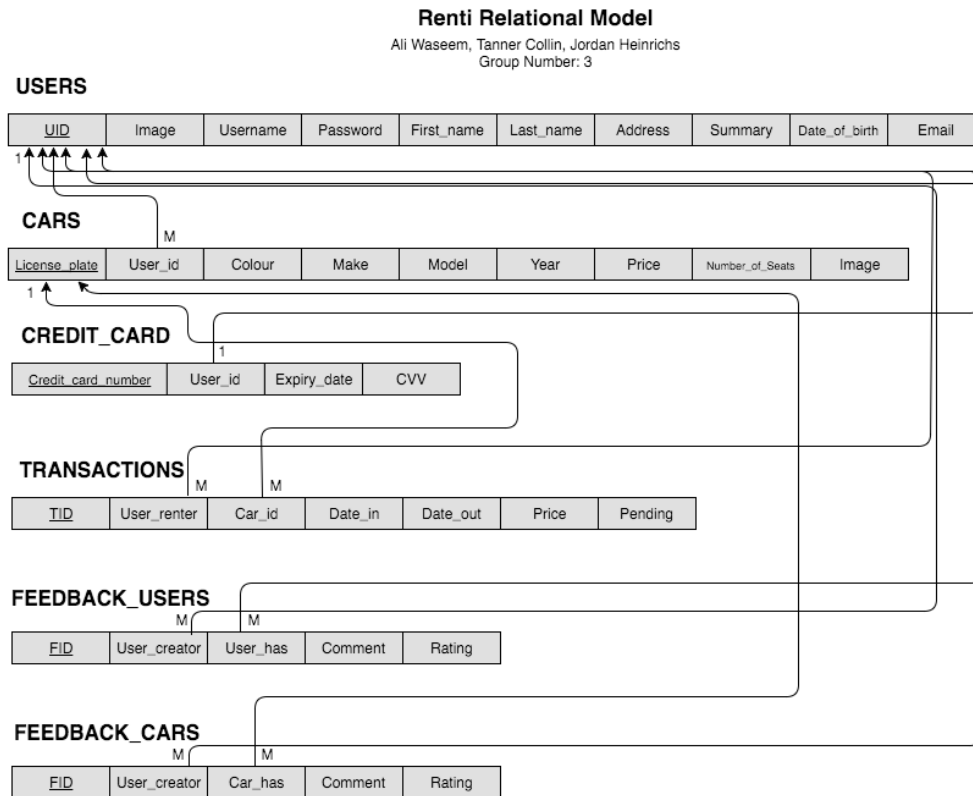 Renti Relational Model
Ali Waseem, Tanner Collin, Jordan Heinrichs
Group Number: 3
USERS
UID Image Username Password First_name Last_name Address Summary Date_of_birth Email
1
M
CARS
License_plate User_id Colour Make Model Year Price Number_of_Seats Image
1
CREDIT_CARD
1
Credit_card_number User_id Expiry_date CVV
TRANSACTIONS
M M
TID User_renter Car_id Date_in Date_out Price Pending
FEEDBACK_USERS
M M
FID User_creator User_has Comment Rating
FEEDBACK_CARS
M M
FID User_creator Car_has Comment Rating